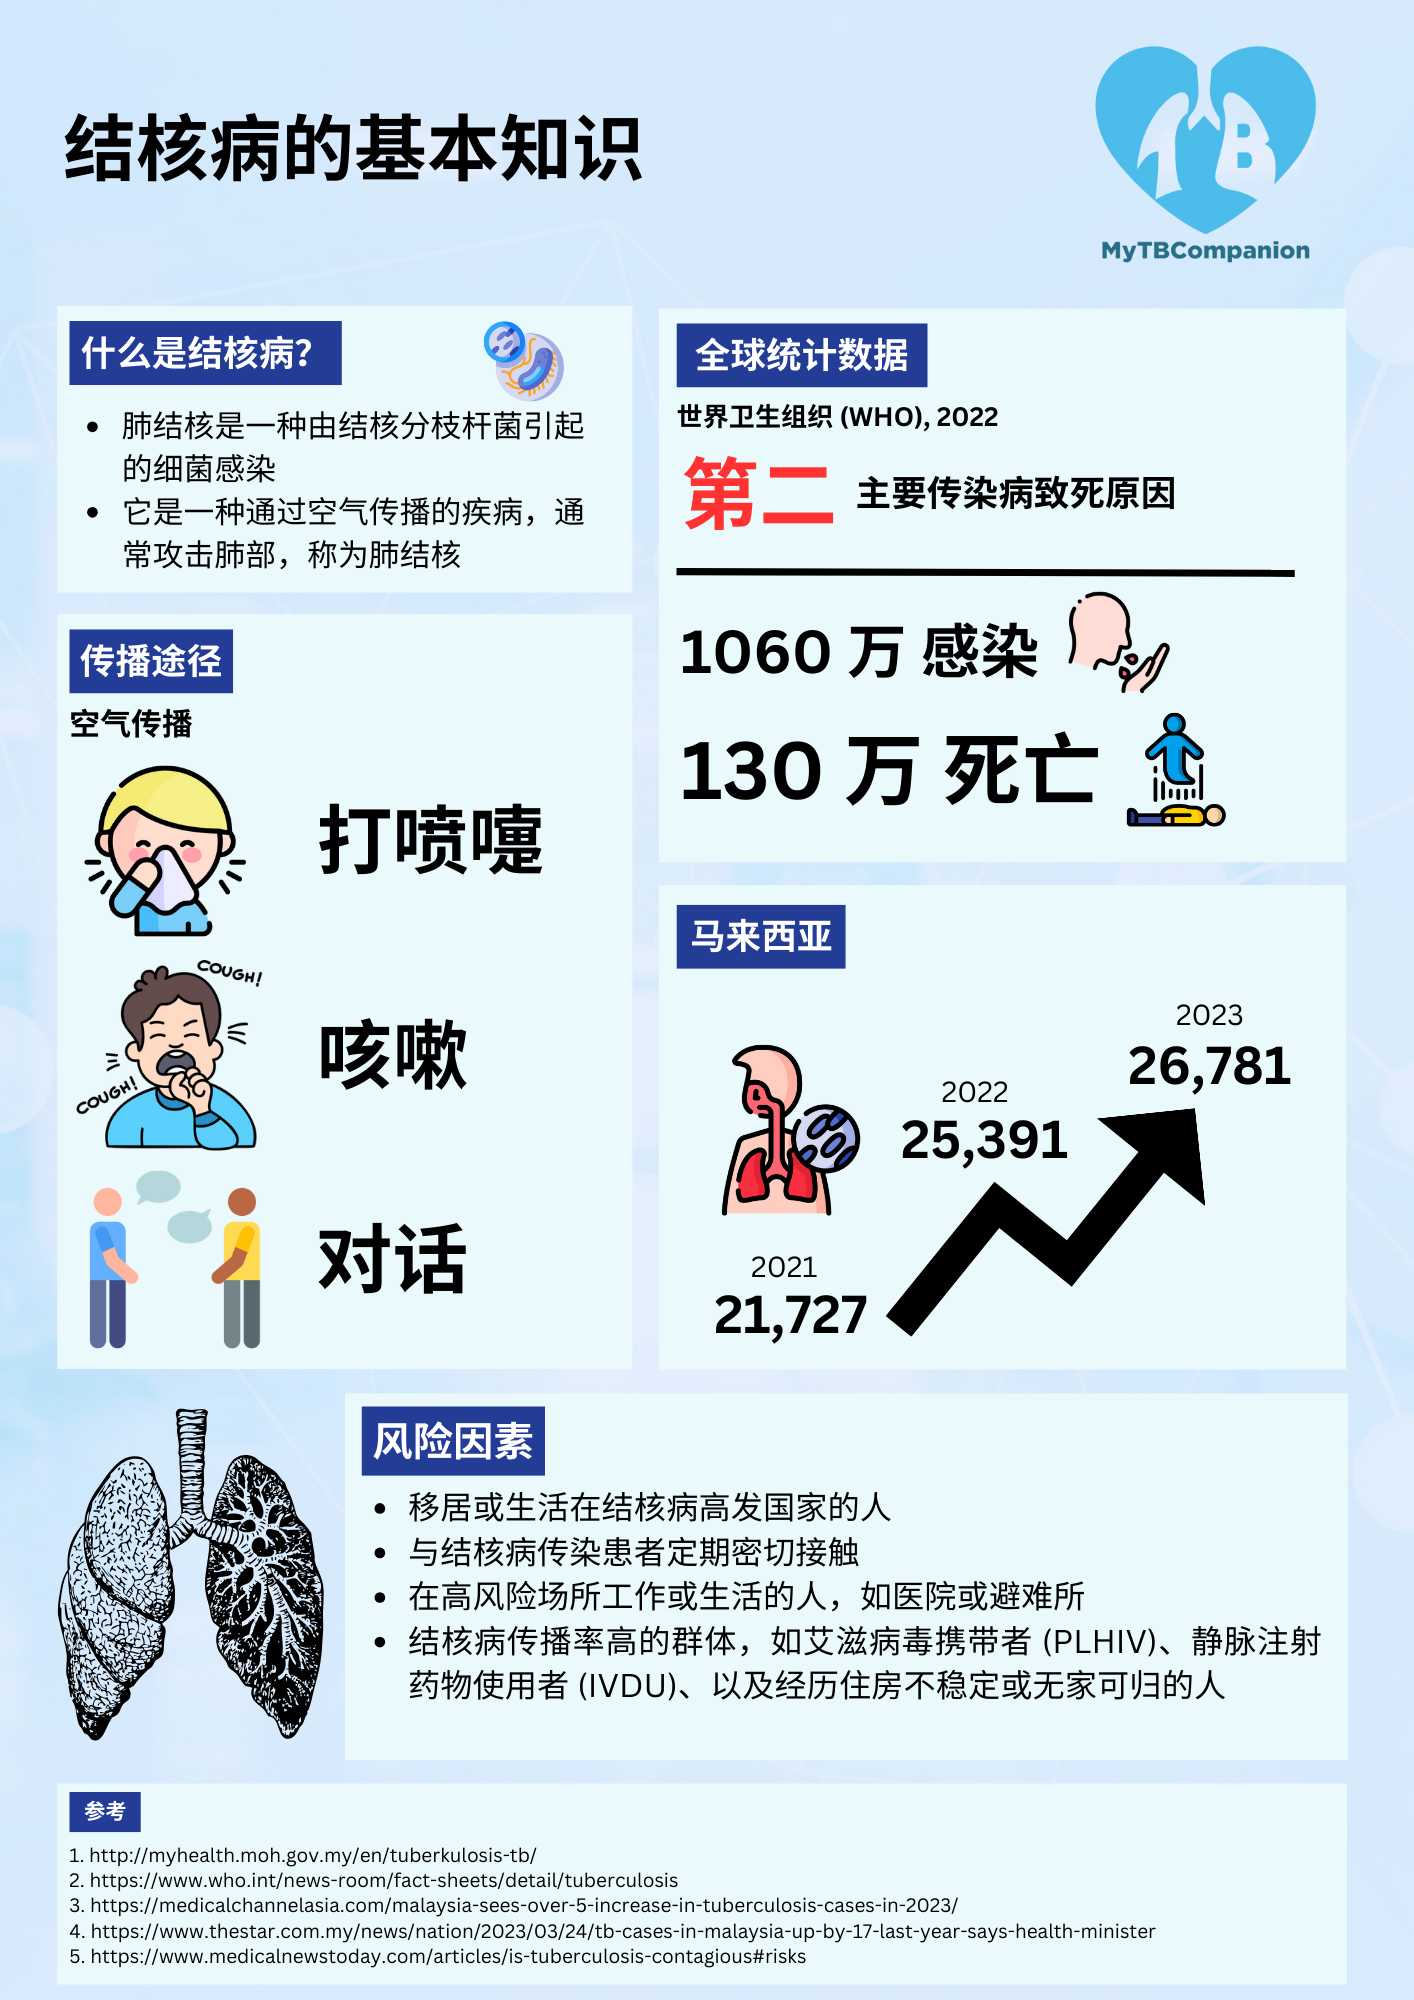 结核病的基本知识
TB
MyTBCompanion
什么是结核病?
• 肺结核是一种由结核分枝杆菌引起
的细菌感染
• 它是一种通过空气传播的疾病，通
常攻击肺部，称为肺结核
传播途径
空气传播
打喷嚏
COUGH!
COUGH!
咳嗽
对话
全球统计数据
世界卫生组织 (WHO), 2022
第二 主要传染病致死原因
1060 万 感染
130 万 死亡
马来西亚
2023
26,781
2022
25,391
2021
21,727
风险因素
• 移居或生活在结核病高发国家的人
• 与结核病传染患者定期密切接触
• 在高风险场所工作或生活的人，如医院或避难所
• 结核病传播率高的群体，如艾滋病毒携带者 (PLHIV)、静脉注射
药物使用者 (IVDU)、以及经历住房不稳定或无家可归的人
参考
1. http://myhealth.moh.gov.my/en/tuberkulosis-tb/
2. https://www.who.int/news-room/fact-sheets/detail/tuberculosis
3. https://medicalchannelasia.com/malaysia-sees-over-5-increase-in-tuberculosis-cases-in-2023/
4. https://www.thestar.com.my/news/nation/2023/03/24/tb-cases-in-malaysia-up-by-17-last-year-says-health-minister
5. https://www.medicalnewstoday.com/articles/is-tuberculosis-contagious#risks